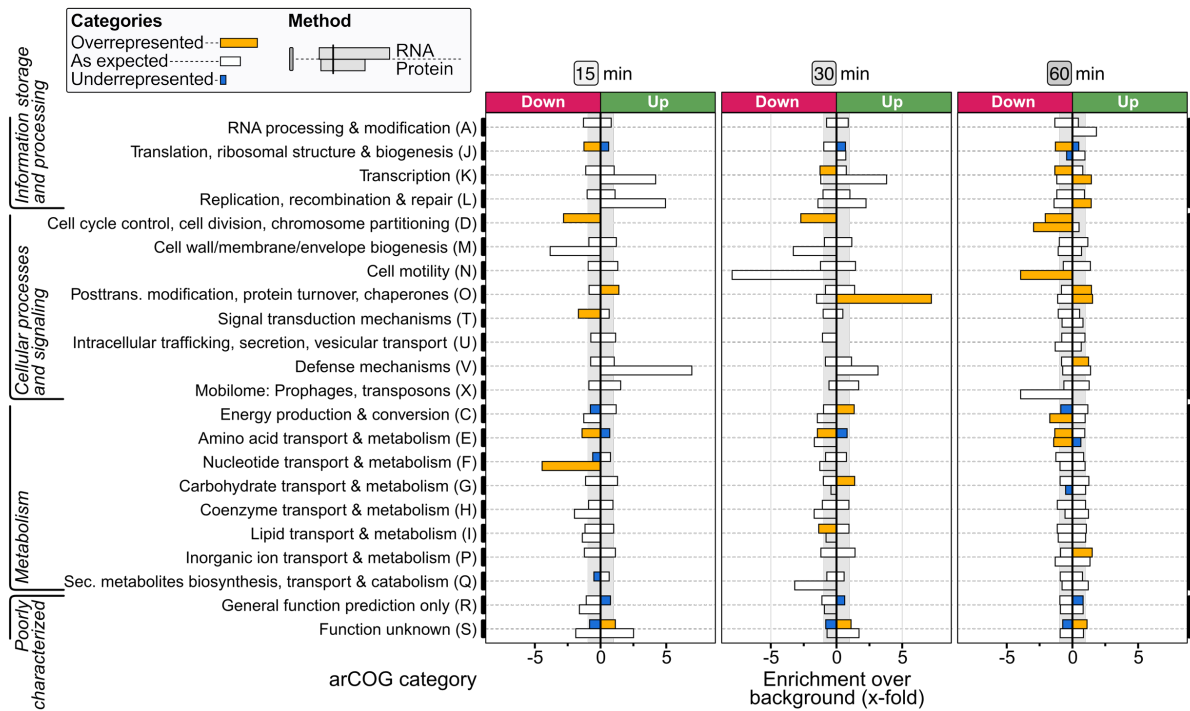 Categories
Method
Overrepresented
As expected
Underrepresented
RNA
Protein
15 min
30 min
60 min
Down
Up
Down
Up
Down
Up
Information storage
and processing
RNA processing & modification (A)
Translation, ribosomal structure & biogenesis (J)
Transcription (K)
Replication, recombination & repair (L)
Cellular processes
and signaling
Cell cycle control, cell division, chromosome partitioning (D)
Cell wall/membrane/envelope biogenesis (M)
Cell motility (N)
Posttrans. modification, protein turnover, chaperones (O)
Signal transduction mechanisms (T)
Intracellular trafficking, secretion, vesicular transport (U)
Defense mechanisms (V)
Mobilome: Prophages, transposons (X)
Metabolism
Energy production & conversion (C)
Amino acid transport & metabolism (E)
Nucleotide transport & metabolism (F)
Carbohydrate transport & metabolism (G)
Coenzyme transport & metabolism (H)
Lipid transport & metabolism (I)
Inorganic ion transport & metabolism (P)
Sec. metabolites biosynthesis, transport & catabolism (Q)
Poorly
characterized
General function prediction only (R)
Function unknown (S)
-5 0 5
-5 0 5
-5 0 5
arCOG category
Enrichment over
background (x-fold)